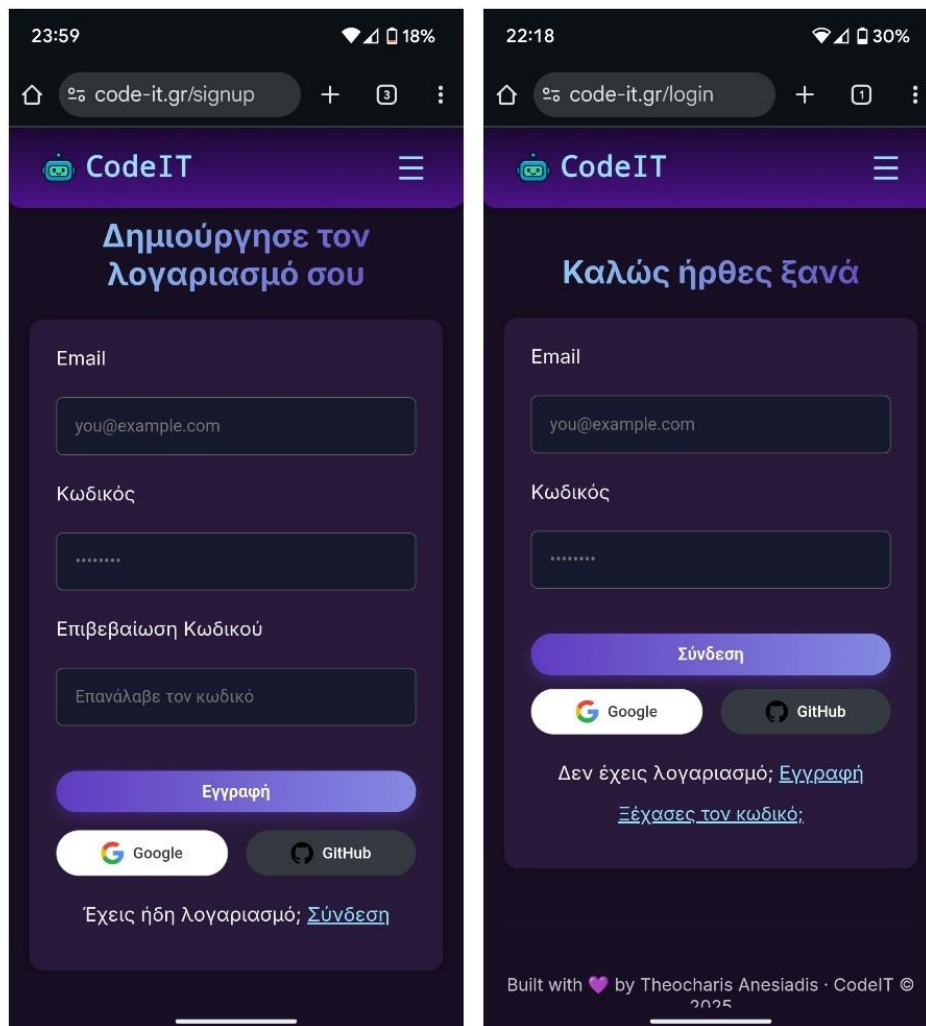 23:59
18%
code-it.gr/signup
3
CodeIT
Δημιούργησε τον
λογαριασμό σου
Email
you@example.com
Κωδικός
Επιβεβαίωση Κωδικού
Επανάλαβε τον κωδικό
Εγγραφή
Google
GitHub
Έχεις ήδη λογαριασμό; Σύνδεση
22:18
30%
code-it.gr/login
1
CodeIT
Καλώς ήρθες ξανά
Email
you@example.com
Κωδικός
Σύνδεση
Google
GitHub
Δεν έχεις λογαριασμό; Εγγραφή
Ξέχασες τον κωδικό;
Built with 💜 by Theocharis Anesiadis · CodeIT ©
2025